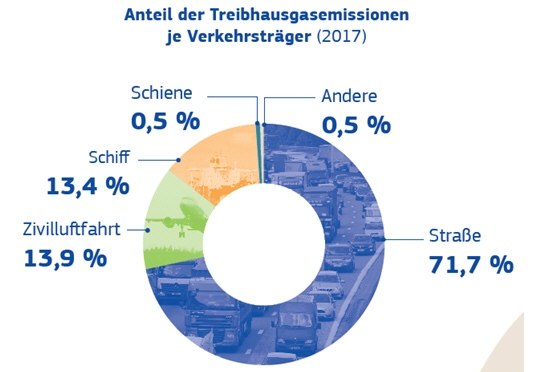 Anteil der Treibhausgasemissionen
je Verkehrsträger (2017)
Schiene
0,5 %
Andere
0,5 %
Schiff
13,4 %
Zivilluftfahrt
13,9 %
Straße
71,7 %